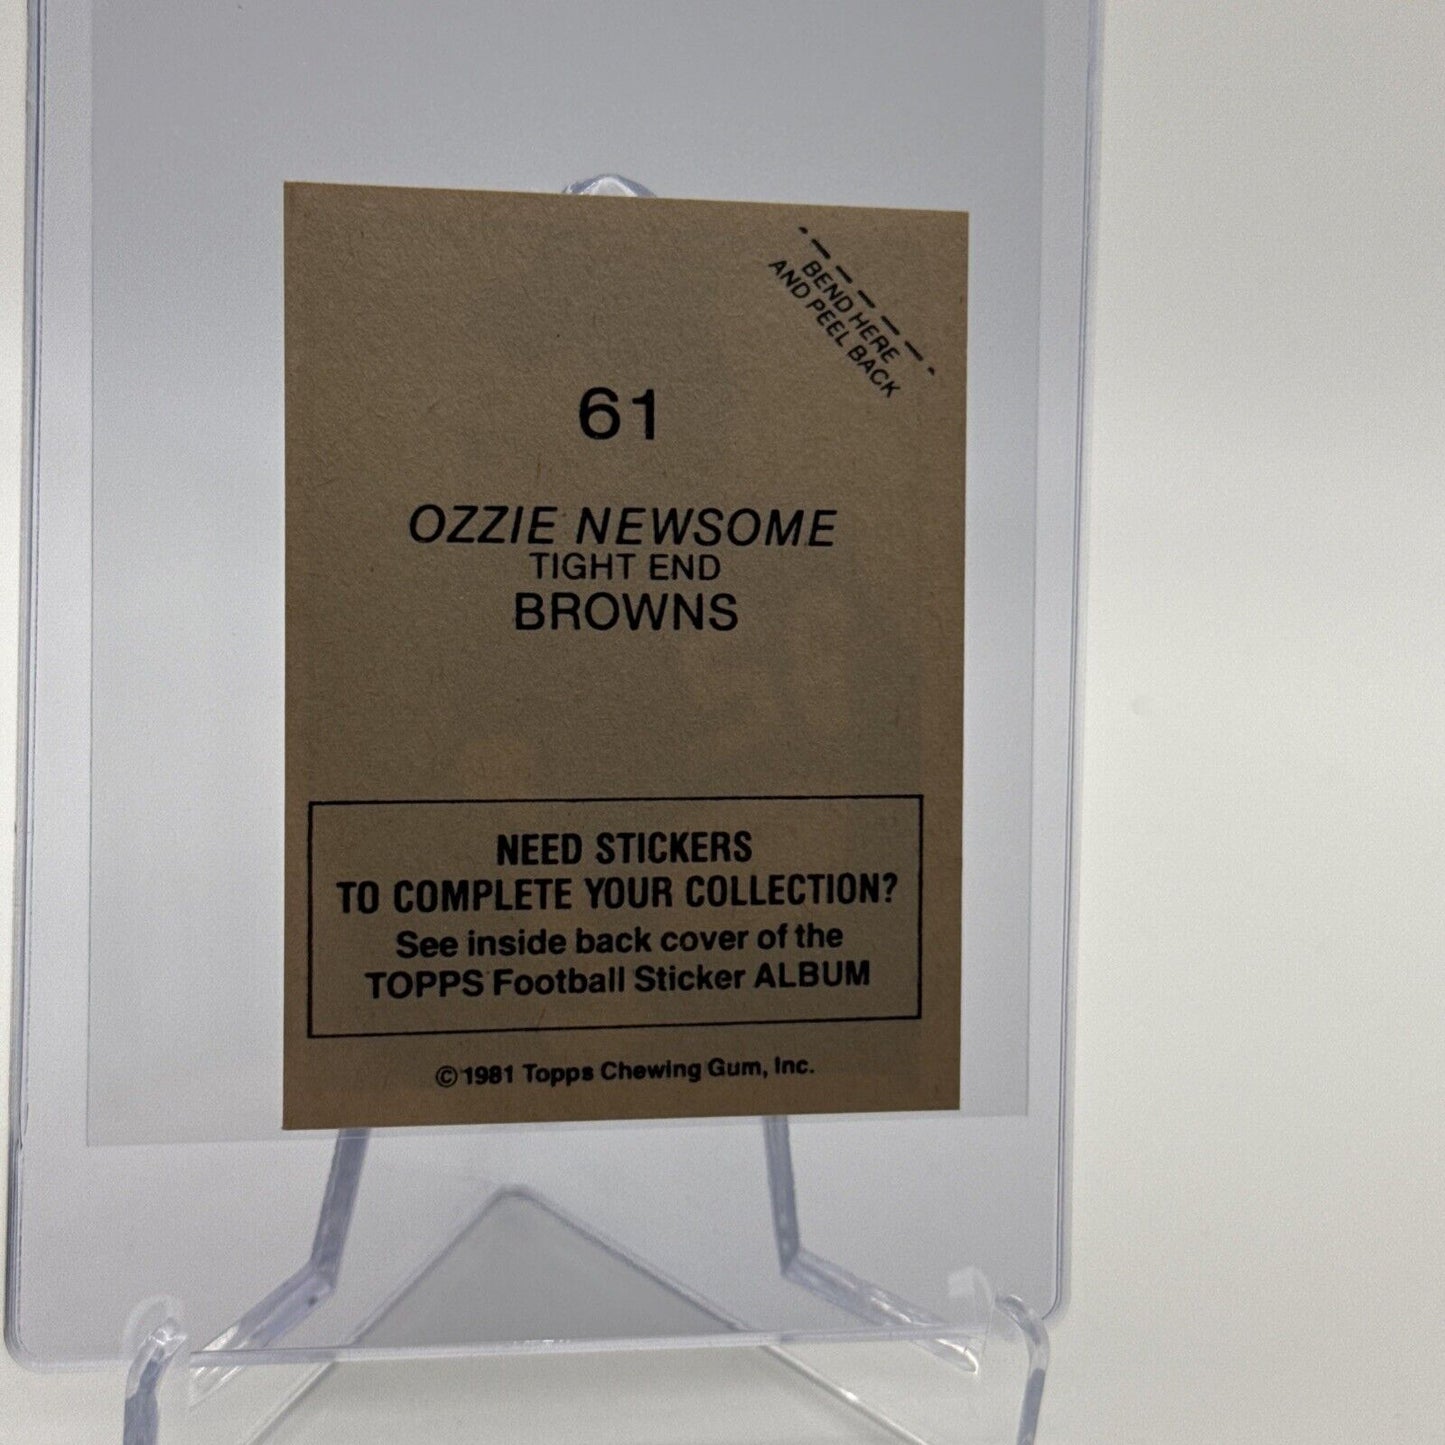 BEND HERE
AND PEEL BACK
61
OZZIE NEWSOME
TIGHT END
BROWNS
NEED STICKERS
TO COMPLETE YOUR COLLECTION?
See inside back cover of the
TOPPS Football Sticker ALBUM
© 1981 Topps Chewing Gum, Inc.